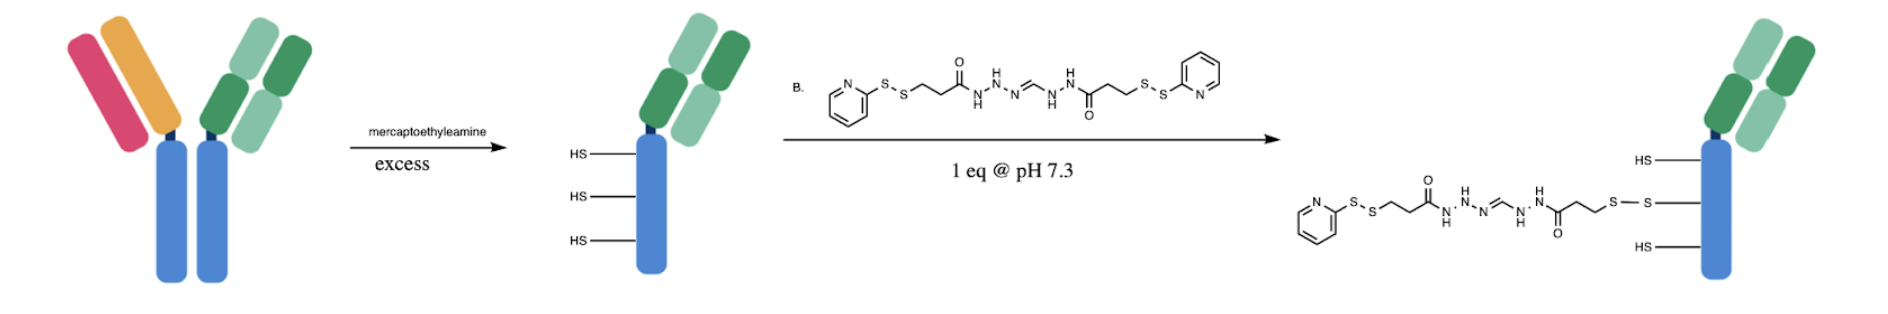 mercaptoethyleamine
excess
HS
HS
HS
B.
N S S O N H H N N N H H N O S S N
1 eq @ pH 7.3
HS
N S S O N H H N N N H H N O S S
HS